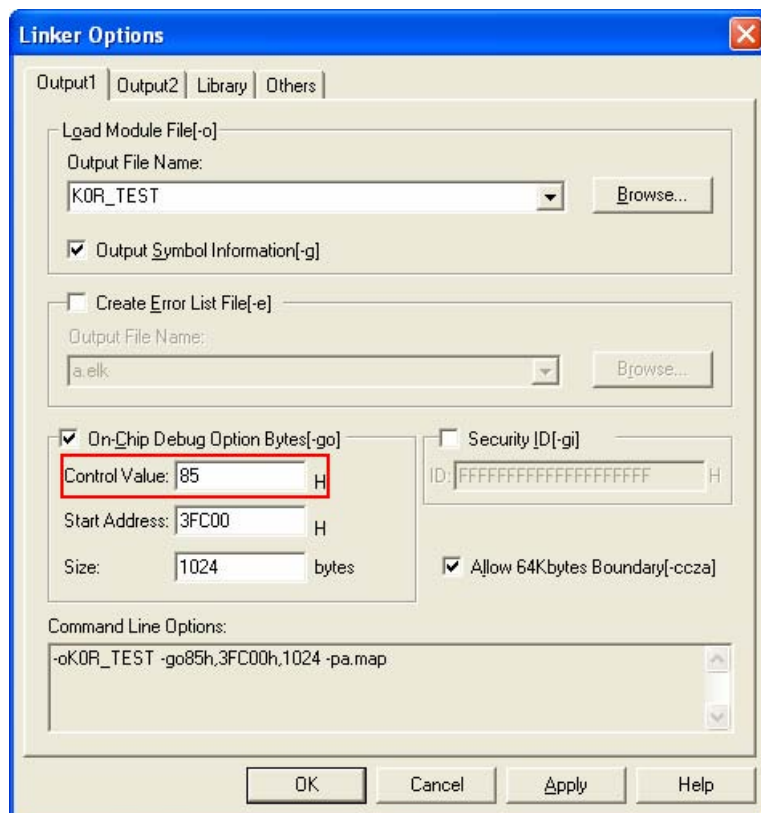 Linker Options
Output1 Output2 Library Others
Load Module File[-o]
Output File Name:
K0R_TEST
Browse...
Output Symbol Information[-g]
Create Error List File[-e]
Output File Name:
a.elk
Browse...
On-Chip Debug Option Bytes[-go]
Control Value: 85 H
Start Address: 3FC00 H
Size: 1024 bytes
Security ID[-gi]
ID: FFFFFFFFFFFFFFFFFFFF H
Allow 64Kbytes Boundary[-ccza]
Command Line Options:
-oK0R_TEST -go85h,3FC00h,1024 -pa.map
OK Cancel Apply Help